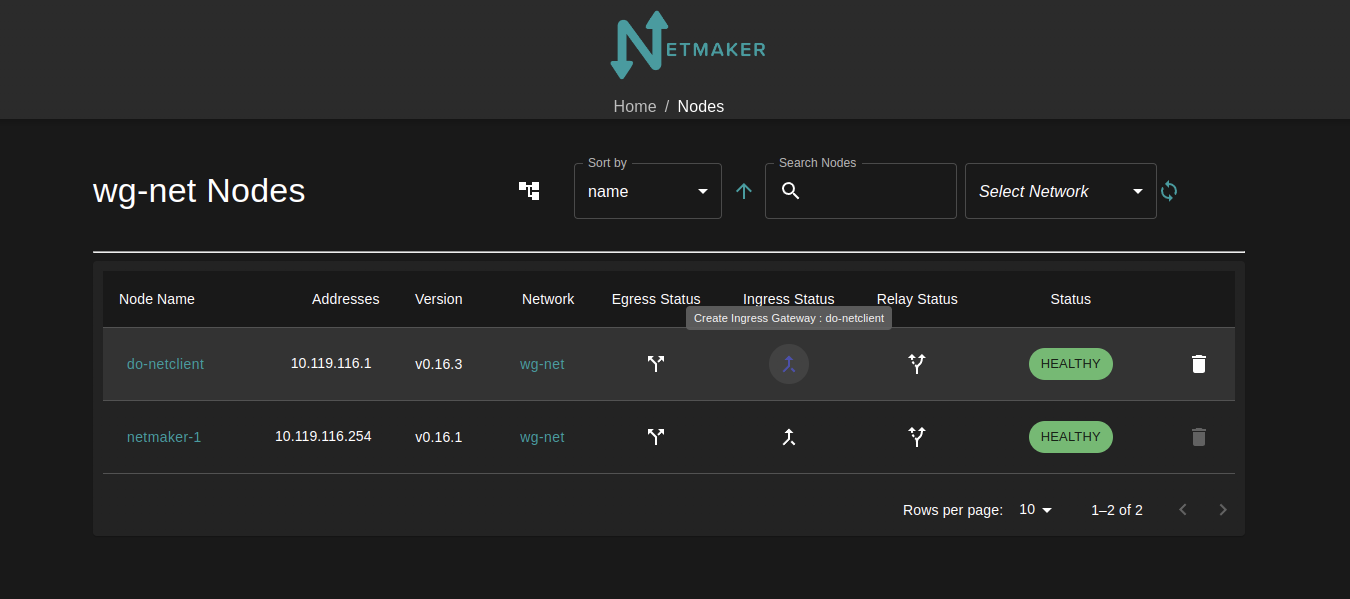 NETMAKER
Home / Nodes
wg-net Nodes
Sort by
name
Search Nodes
Select Network
Node Name Addresses Version Network Egress Status Ingress Status Relay Status Status
Create Ingress Gateway : do-netclient
do-netclient 10.119.116.1 v0.16.3 wg-net HEALTHY
netmaker-1 10.119.116.254 v0.16.1 wg-net HEALTHY
Rows per page: 10 1–2 of 2